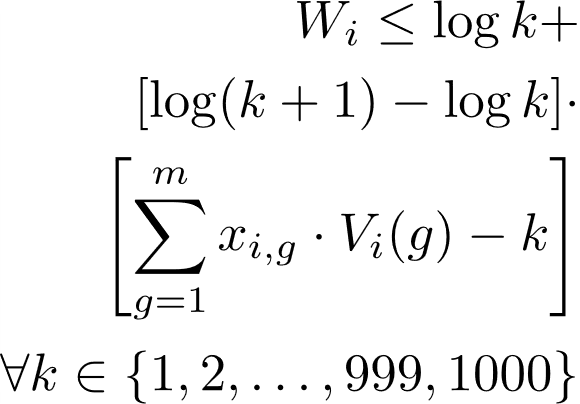 W_i ≤ log k+
[log(k + 1) − log k]·
[∑_{g=1}^{m} x_{i,g} · V_i(g) − k]
∀k ∈ {1, 2, . . . , 999, 1000}